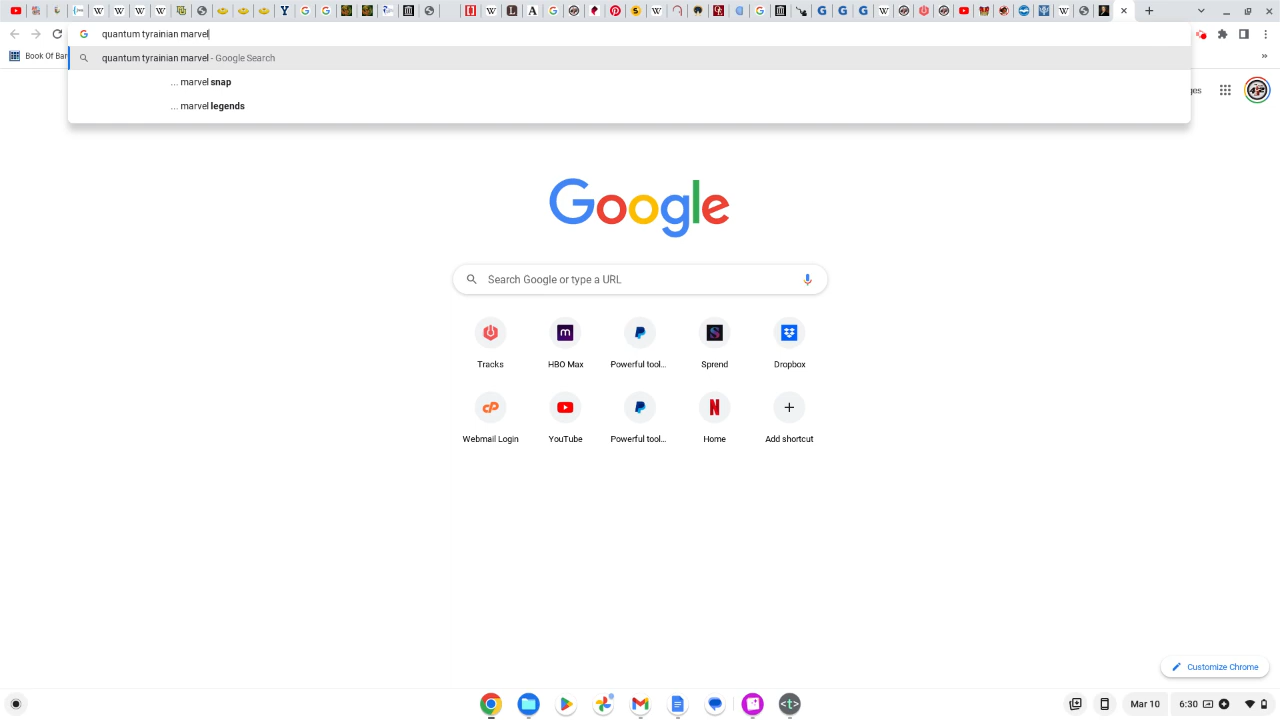 quantum tyrainian marvel
Book Of Bar
quantum tyrainian marvel - Google Search
... marvel snap
... marvel legends
»
Google
Search Google or type a URL
Tracks
HBO Max
Powerful tool...
Sprend
Dropbox
Webmail Login
YouTube
Powerful tool...
Home
Add shortcut
Customize Chrome
Mar 10
6:30